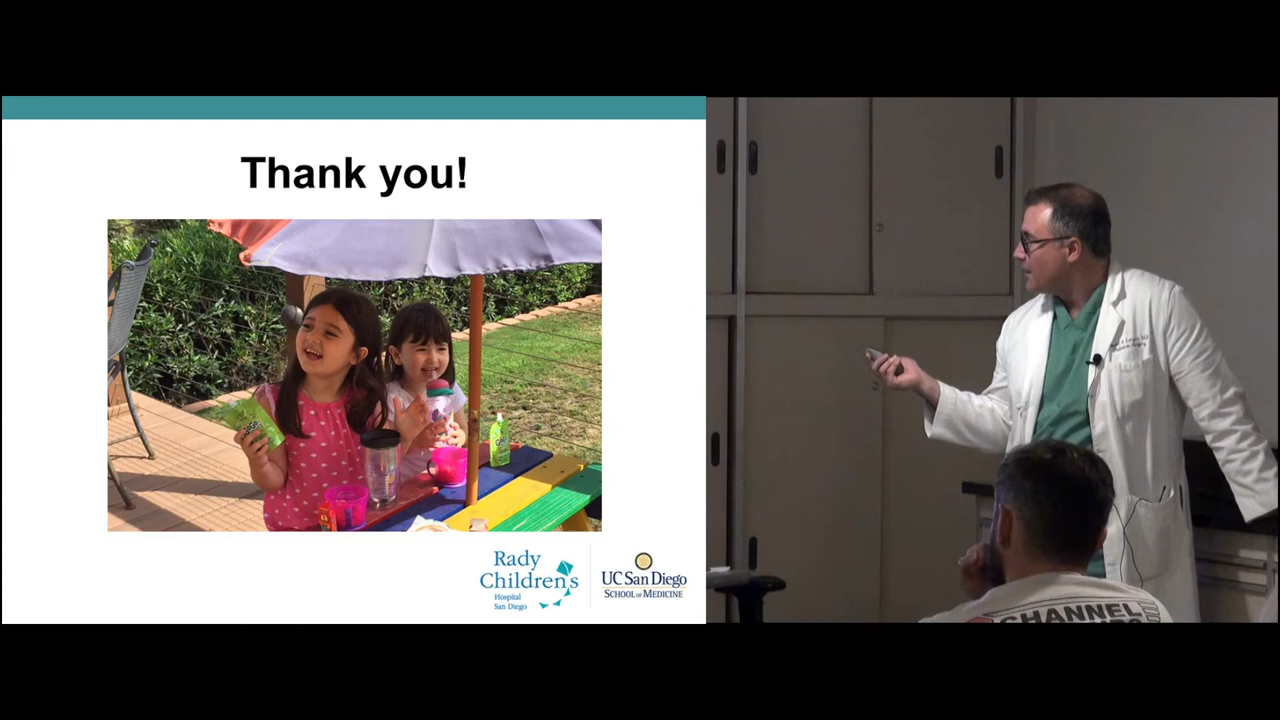 Thank you!
Rady
Children's
Hospital
San Diego
UC San Diego
SCHOOL OF MEDICINE
CHANNEL